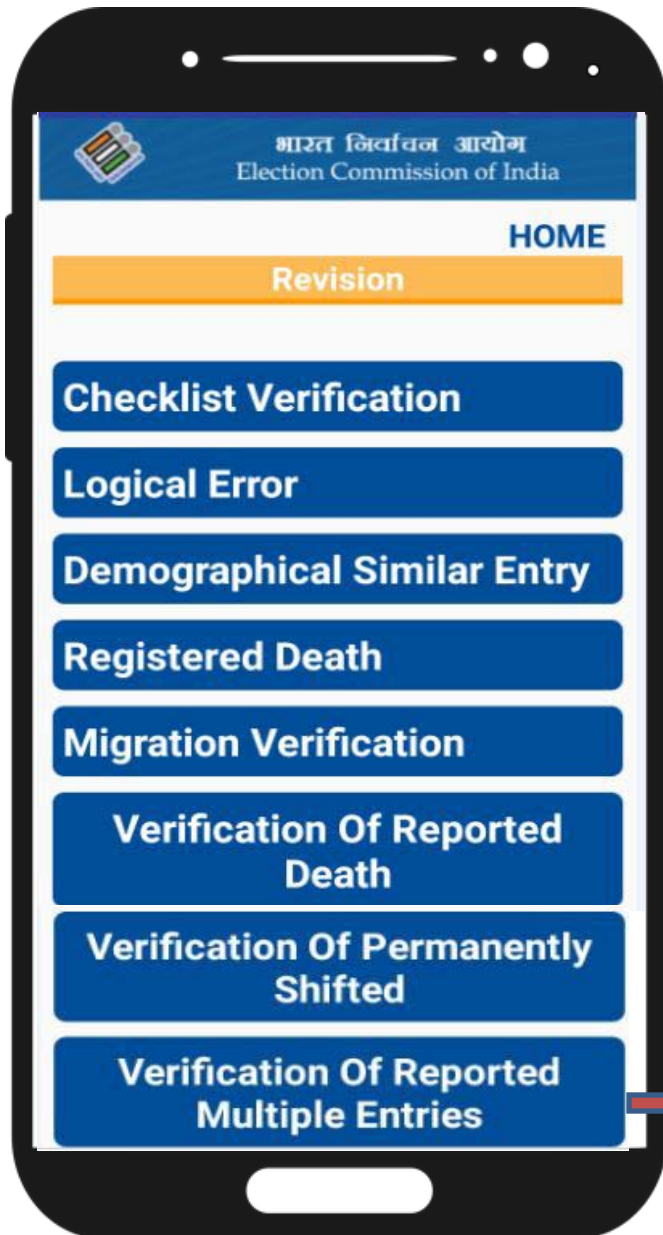 भारत निर्वाचन आयोग
Election Commission of India
HOME
Revision
Checklist Verification
Logical Error
Demographical Similar Entry
Registered Death
Migration Verification
Verification Of Reported
Death
Verification Of Permanently
Shifted
Verification Of Reported
Multiple Entries